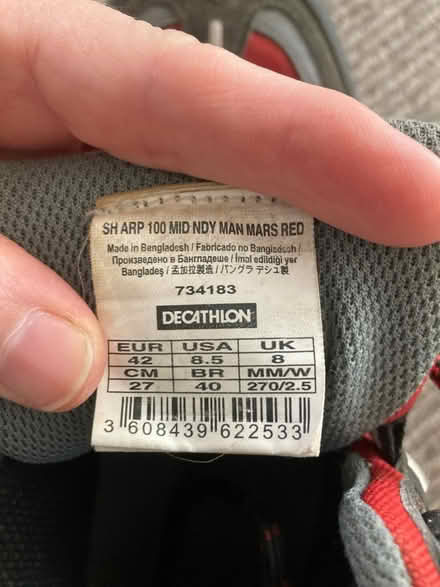 SH ARP 100 MID NDY MAN MARS RED
Made in Bengladesh / Fabricado no Bangladesh /
Произведено в Бангладеше / İmal edildiği yer
Bangladeş / 孟加拉製造 / バングラデシュ製
734183
DECATHLON
EUR USA UK
42 8.5 8
CM BR MM/W
27 40 270/2.5
3 608439 622533